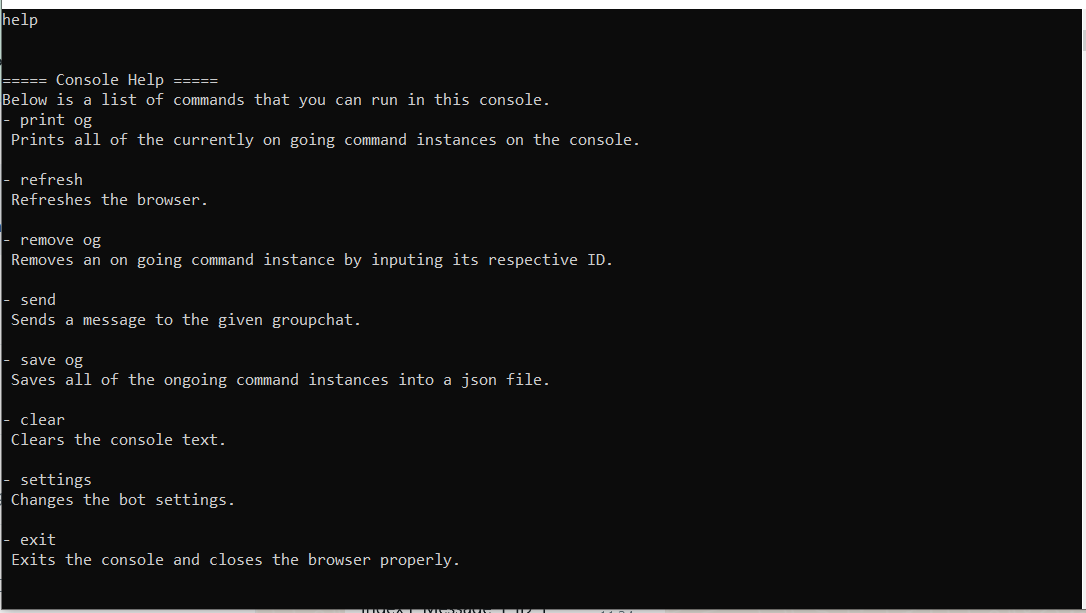 help
===== Console Help =====
Below is a list of commands that you can run in this console.
- print og
Prints all of the currently on going command instances on the console.
- refresh
Refreshes the browser.
- remove og
Removes an on going command instance by inputing its respective ID.
- send
Sends a message to the given groupchat.
- save og
Saves all of the ongoing command instances into a json file.
- clear
Clears the console text.
- settings
Changes the bot settings.
- exit
Exits the console and closes the browser properly.